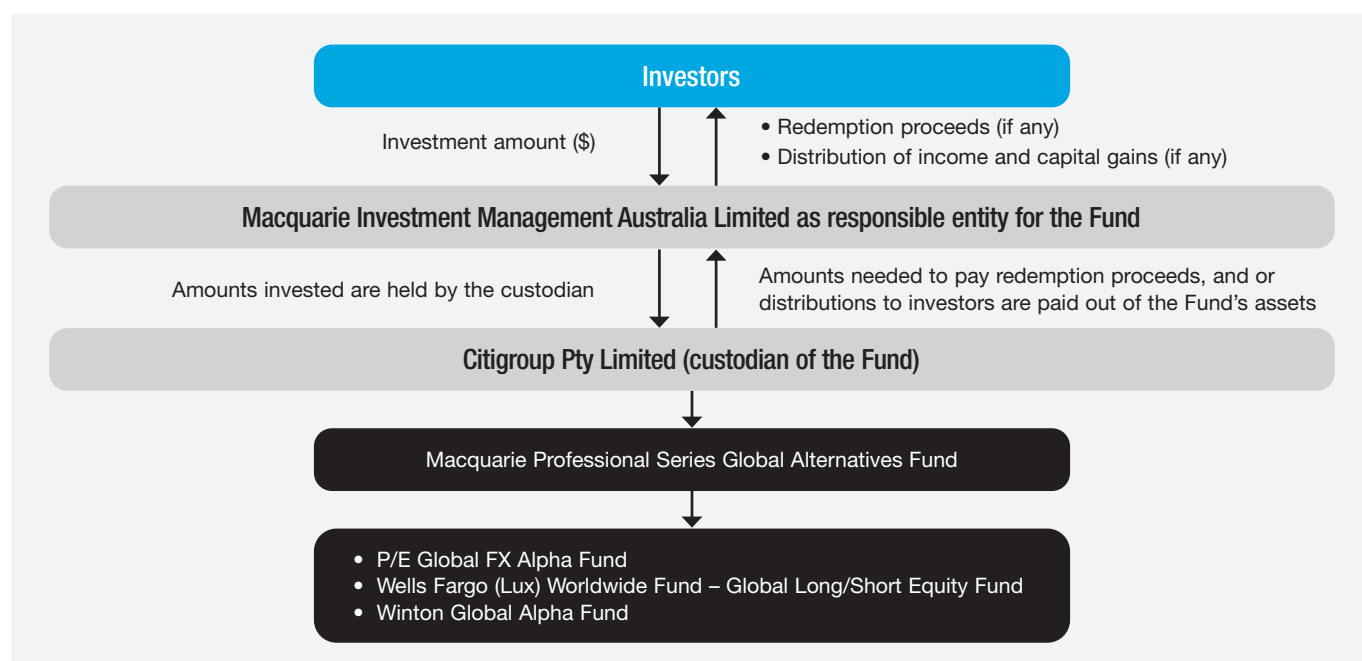 Investors
Investment amount ($)
• Redemption proceeds (if any)
• Distribution of income and capital gains (if any)
Macquarie Investment Management Australia Limited as responsible entity for the Fund
Amounts invested are held by the custodian
Amounts needed to pay redemption proceeds, and or
distributions to investors are paid out of the Fund’s assets
Citigroup Pty Limited (custodian of the Fund)
Macquarie Professional Series Global Alternatives Fund
• P/E Global FX Alpha Fund
• Wells Fargo (Lux) Worldwide Fund – Global Long/Short Equity Fund
• Winton Global Alpha Fund